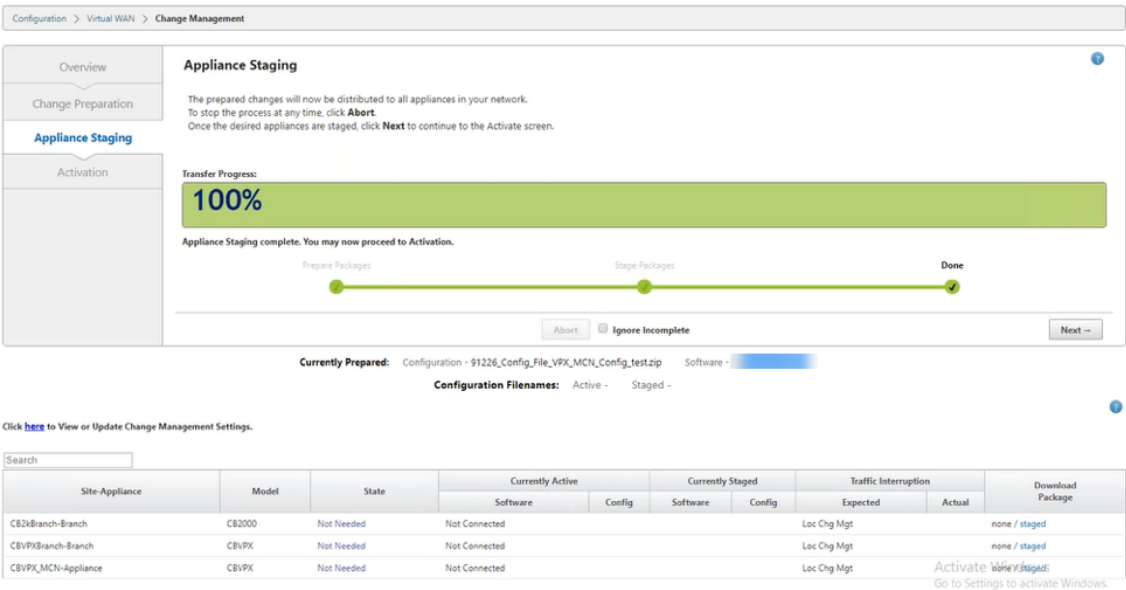 Configuration > Virtual WAN > Change Management
Overview
Change Preparation
Appliance Staging
Activation
Appliance Staging
?
The prepared changes will now be distributed to all appliances in your network.
To stop the process at any time, click Abort.
Once the desired appliances are staged, click Next to continue to the Activate screen.
Transfer Progress:
100%
Appliance Staging complete. You may now proceed to Activation.
Prepare Packages Stage Packages Done
Abort Ignore Incomplete Next →
Currently Prepared: Configuration - 91226_Config_File_VPX_MCN_Config_test.zip Software -
Configuration Filenames: Active - Staged -
?
Click here to View or Update Change Management Settings.
Search
Site-Appliance Model State Currently Active Currently Staged Traffic Interruption Download Package
Software Config Software Config Expected Actual
CB2kBranch-Branch CB2000 Not Needed Not Connected Loc Chg Mgt none / staged
CBVPXBranch-Branch CBVPX Not Needed Not Connected Loc Chg Mgt none / staged
CBVPX_MCN-Appliance CBVPX Not Needed Not Connected Loc Chg Mgt none / staged
Activate Windows
Go to Settings to activate Windows.